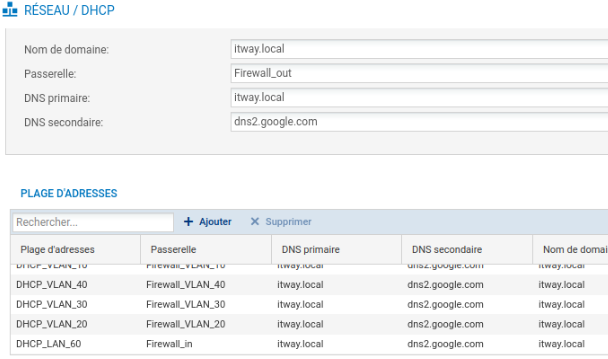 RÉSEAU / DHCP
Nom de domaine: itway.local
Passerelle: Firewall_out
DNS primaire: itway.local
DNS secondaire: dns2.google.com
PLAGE D'ADRESSES
Rechercher... + Ajouter × Supprimer
Plage d'adresses Passerelle DNS primaire DNS secondaire Nom de domai
DHCP_VLAN_10 Firewall_VLAN_10 itway.local dns2.google.com itway.local
DHCP_VLAN_40 Firewall_VLAN_40 itway.local dns2.google.com itway.local
DHCP_VLAN_30 Firewall_VLAN_30 itway.local dns2.google.com itway.local
DHCP_VLAN_20 Firewall_VLAN_20 itway.local dns2.google.com itway.local
DHCP_LAN_60 Firewall_in itway.local dns2.google.com itway.local